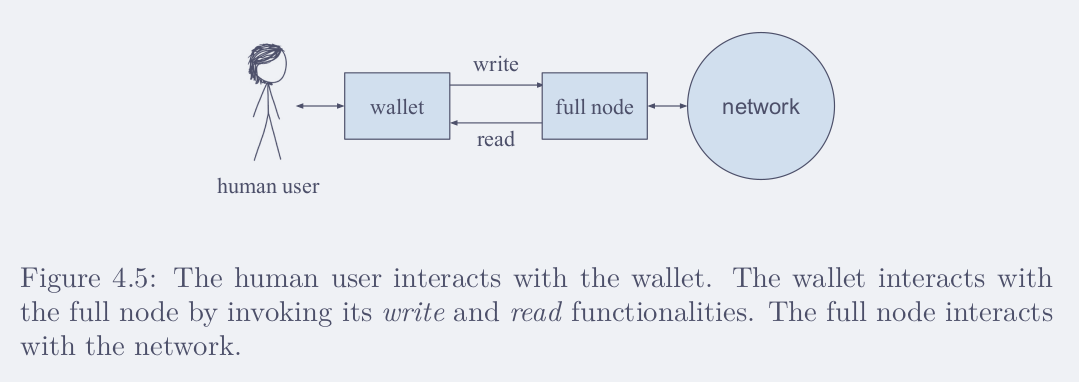 write
wallet
full node
network
read
human user
Figure 4.5: The human user interacts with the wallet. The wallet interacts with
the full node by invoking its write and read functionalities. The full node interacts
with the network.